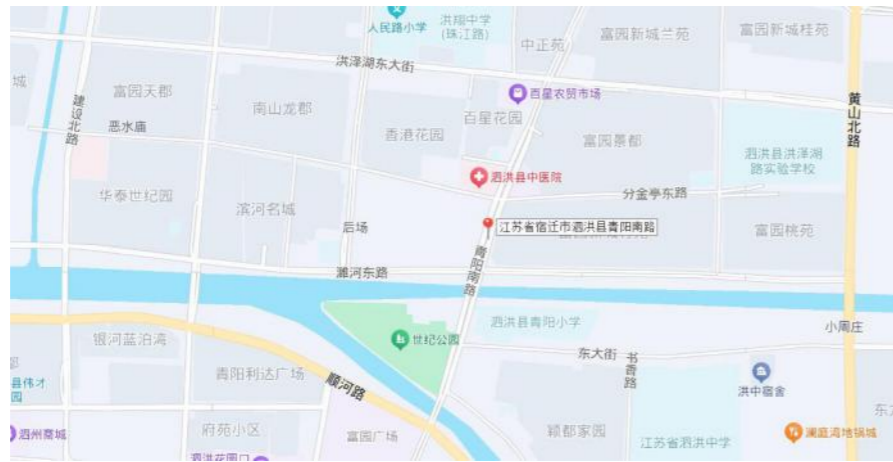 人民路小学
洪翔中学
(珠江路)
中正苑
富园新城兰苑
富园新城桂苑
洪泽湖东大街
城
富园天郡
百星农贸市场
建设北路
恶水庙
南山龙郡
百星花园
黄山北路
香港花园
富园景都
泗洪县洪泽湖
路实验学校
泗洪县中医院
分金亭东路
华泰世纪园
滨河名城
后场
江苏省宿迁市泗洪县青阳南路
富园桃苑
青阳南路
濉河东路
泗洪县青阳小学
小周庄
银河蓝泊湾
世纪公园
东大街
书香路
县伟才
园
青阳利达广场
顺河路
洪中宿舍
泗州商城
府苑小区
富园广场
颖都家园
江苏省泗洪中学
澜庭湾地锅城